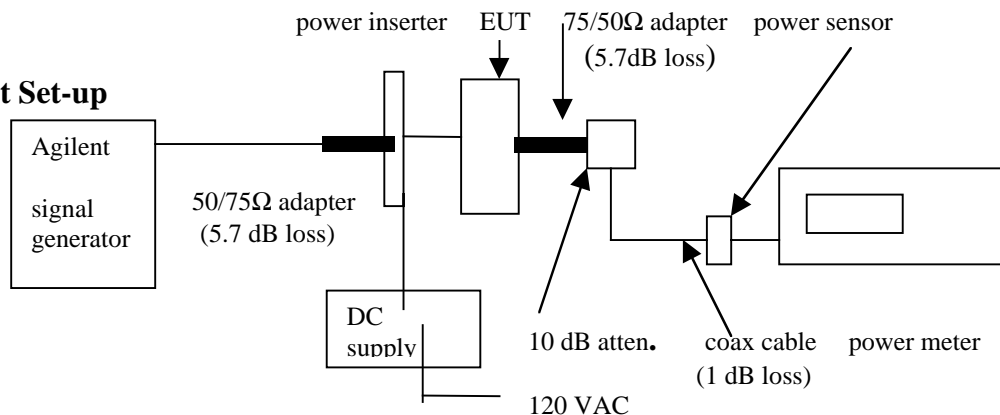 power inserter EUT 75/50Ω adapter power sensor
(5.7dB loss)
t Set-up
Agilent
signal
generator
50/75Ω adapter
(5.7 dB loss)
DC
supply
10 dB atten. coax cable power meter
(1 dB loss)
120 VAC